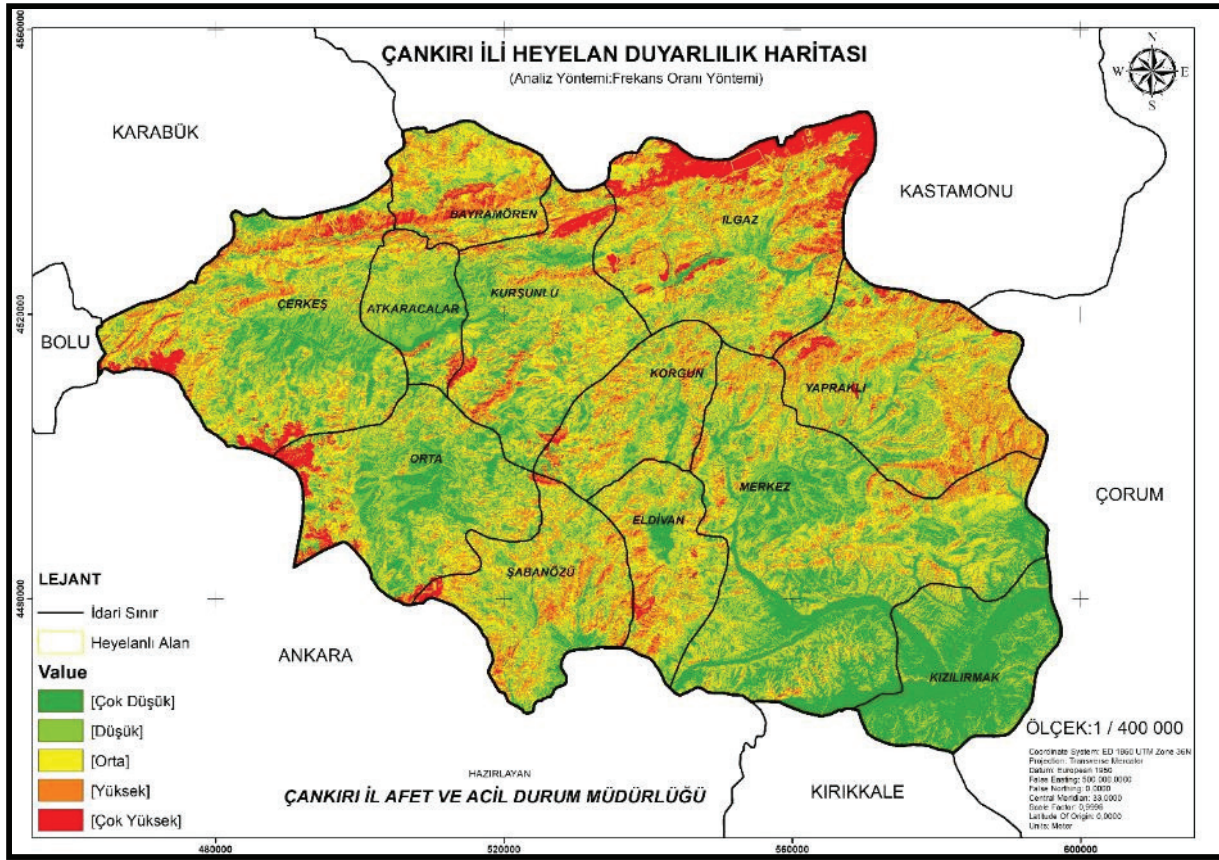 ÇANKIRI İLİ HEYELAN DUYARLILIK HARİTASI
(Analiz Yöntemi:Frekans Oranı Yöntemi)
N
W E
S
4560000
4520000
4480000
KARABÜK
KASTAMONU
BOLU
ÇORUM
ANKARA
KIRIKKALE
BAYRAMÖREN
ILGAZ
ÇERKEŞ
ATKARACALAR
KURŞUNLU
KORGUN
YAPRAKLI
ORTA
MERKEZ
ELDİVAN
ŞABANÖZÜ
KIZILIRMAK
LEJANT
İdari Sınır
Heyelanlı Alan
Value
[Çok Düşük]
[Düşük]
[Orta]
[Yüksek]
[Çok Yüksek]
HAZIRLAYAN
ÇANKIRI İL AFET VE ACİL DURUM MÜDÜRLÜĞÜ
ÖLÇEK:1 / 400 000
Coordinate System: ED 1950 UTM Zone 36N
Projection: Transverse Mercator
Datum: European 1950
False Easting: 500.000,0000
False Northing: 0,0000
Central Meridian: 33,0000
Scale Factor: 0,9996
Latitude Of Origin: 0,0000
Units: Meter
480000
520000
560000
600000